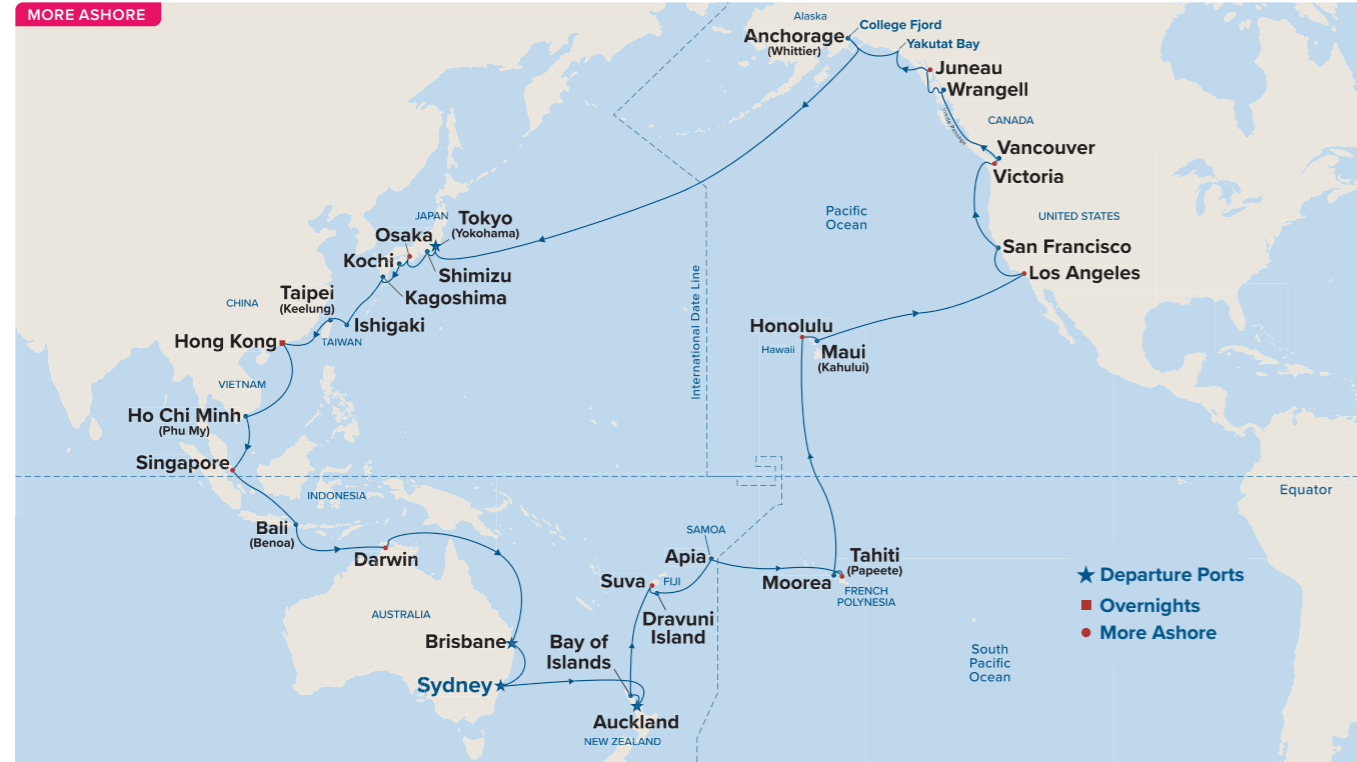 MORE ASHORE
Alaska
College Fjord
Anchorage
(Whittier)
Yakutat Bay
Juneau
Wrangell
Inside Passage
CANADA
Vancouver
Victoria
Pacific
Ocean
UNITED STATES
San Francisco
Los Angeles
JAPAN
Tokyo
(Yokohama)
Osaka
Kochi
Shimizu
Kagoshima
Taipei
(Keelung)
CHINA
Ishigaki
TAIWAN
Hong Kong
VIETNAM
Ho Chi Minh
(Phu My)
Singapore
International Date Line
Honolulu
Hawaii
Maui
(Kahului)
Equator
INDONESIA
Bali
(Benoa)
Darwin
SAMOA
Apia
Suva
FIJI
Dravuni
Island
Moorea
Tahiti
(Papeete)
FRENCH
POLYNESIA
AUSTRALIA
Brisbane
Sydney
Bay of
Islands
Auckland
NEW ZEALAND
South
Pacific
Ocean
Departure Ports
Overnights
More Ashore